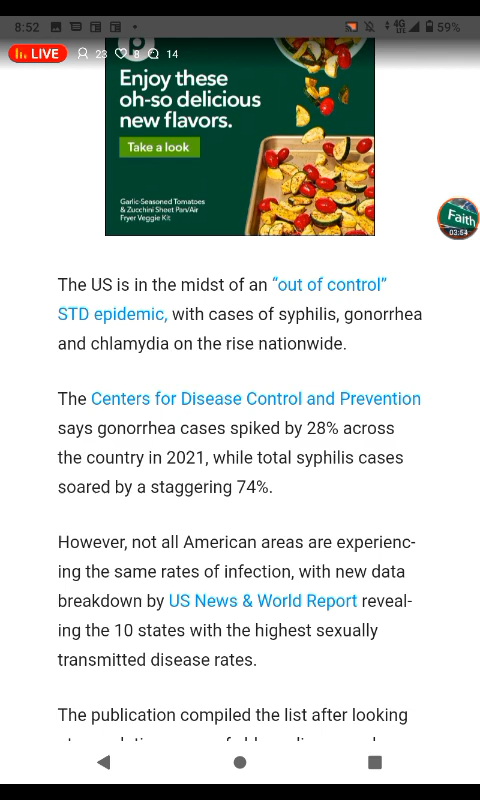 8:52
4G
LTE
59%
LIVE 23 8 14
Enjoy these
oh-so delicious
new flavors.
Take a look
Garlic-Seasoned Tomatoes
& Zucchini Sheet Pan/Air
Fryer Veggie Kit
Faith
03:54
The US is in the midst of an “out of control”
STD epidemic, with cases of syphilis, gonorrhea
and chlamydia on the rise nationwide.
The Centers for Disease Control and Prevention
says gonorrhea cases spiked by 28% across
the country in 2021, while total syphilis cases
soared by a staggering 74%.
However, not all American areas are experienc-
ing the same rates of infection, with new data
breakdown by US News & World Report reveal-
ing the 10 states with the highest sexually
transmitted disease rates.
The publication compiled the list after looking